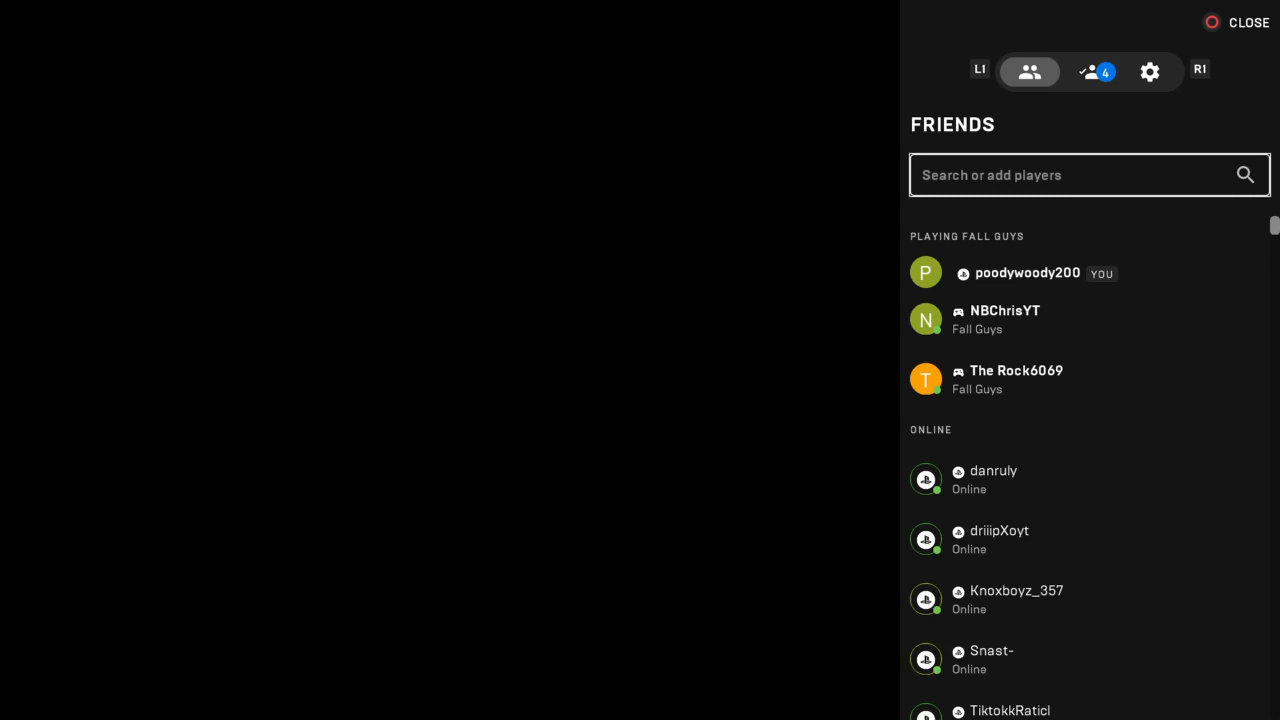 CLOSE
L1
4
R1
FRIENDS
Search or add players
PLAYING FALL GUYS
P
poodywoody200 YOU
N
NBChrisYT
Fall Guys
T
The Rock6069
Fall Guys
ONLINE
danruly
Online
driiipXoyt
Online
Knoxboyz_357
Online
Snast-
Online
TiktokkRaticl